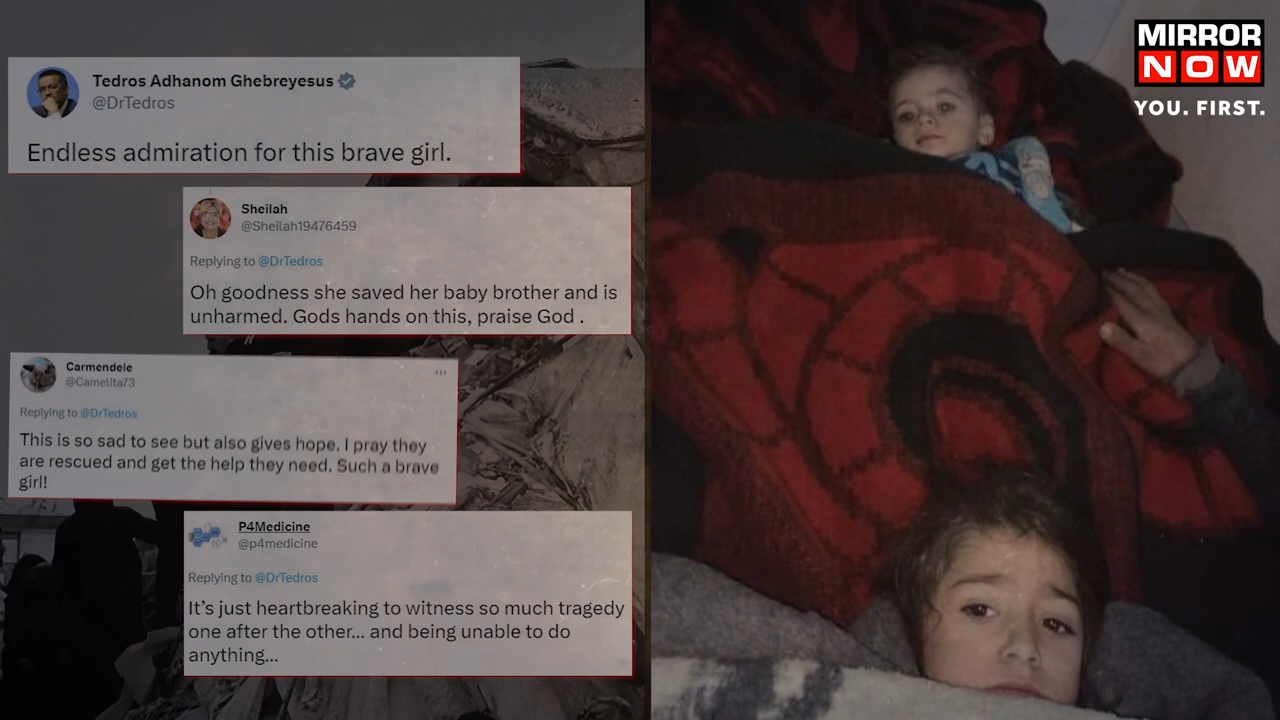 Tedros Adhanom Ghebreyesus
@DrTedros
Endless admiration for this brave girl.
Sheilah
@Sheilah19476459
Replying to @DrTedros
Oh goodness she saved her baby brother and is
unharmed. Gods hands on this, praise God .
Carmendele
@Camelita73
Replying to @DrTedros
This is so sad to see but also gives hope. I pray they
are rescued and get the help they need. Such a brave
girl!
P4Medicine
@p4medicine
Replying to @DrTedros
It's just heartbreaking to witness so much tragedy
one after the other... and being unable to do
anything...
MIRROR
NOW
YOU. FIRST.